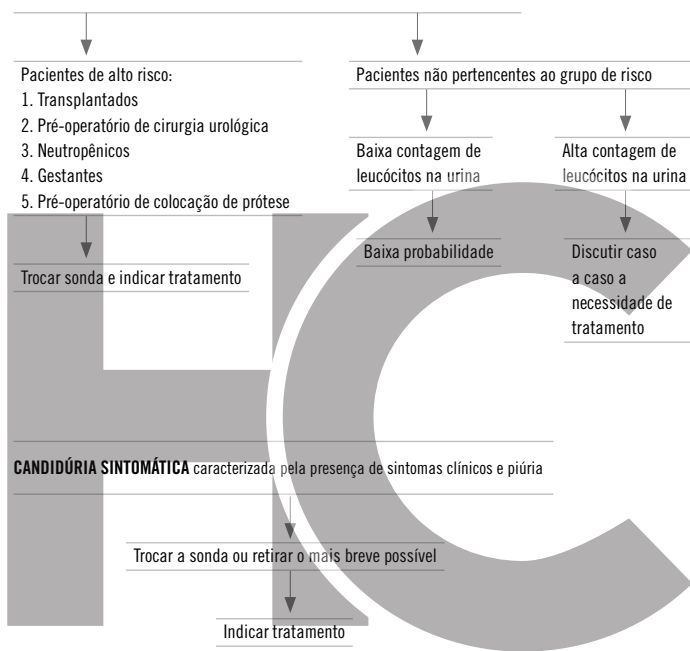 Pacientes de alto risco:
1. Transplantados
2. Pré-operatório de cirurgia urológica
3. Neutropênicos
4. Gestantes
5. Pré-operatório de colocação de prótese
Trocar sonda e indicar tratamento
Pacientes não pertencentes ao grupo de risco
Baixa contagem de
leucócitos na urina
Baixa probabilidade
Alta contagem de
leucócitos na urina
Discutir caso
a caso a
necessidade de
tratamento
CANDIDÚRIA SINTOMÁTICA caracterizada pela presença de sintomas clínicos e piúria
Trocar a sonda ou retirar o mais breve possível
Indicar tratamento
HC